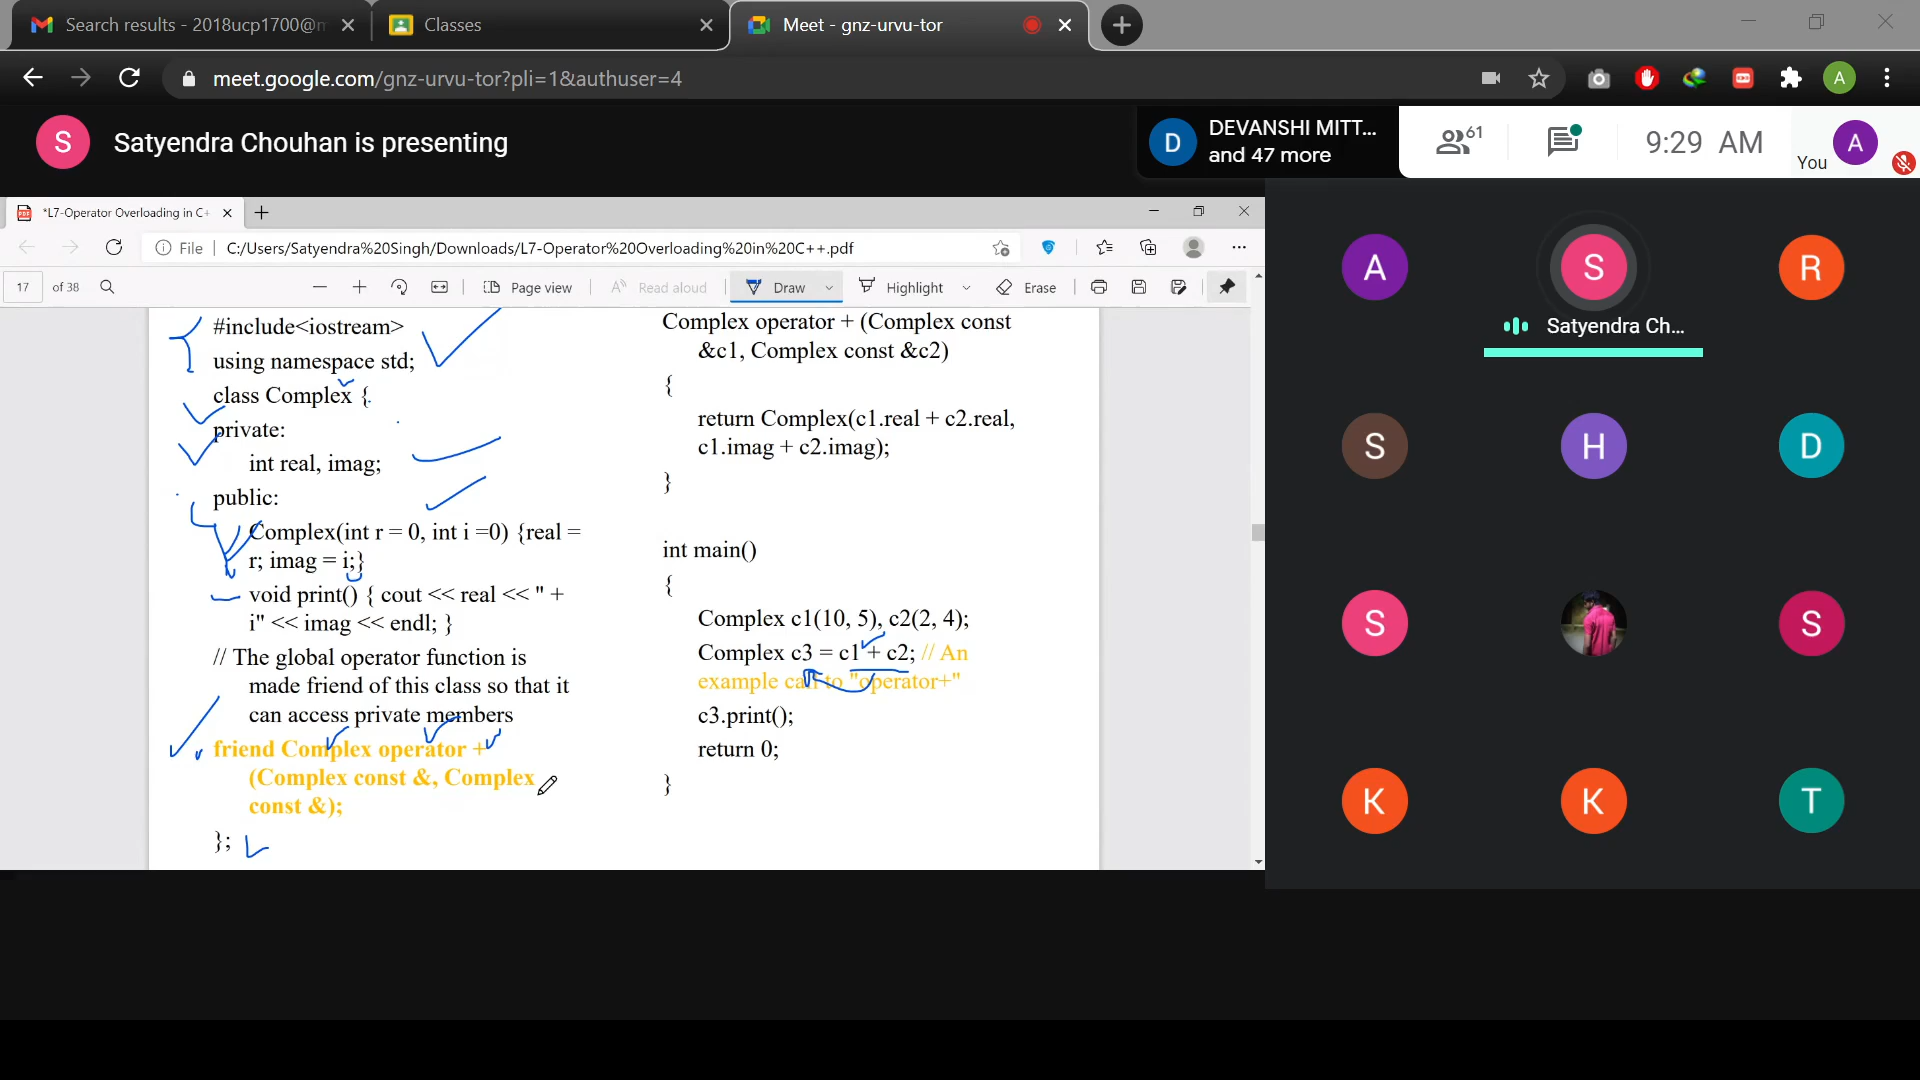 Search results - 2018ucp1700@m
Classes
Meet - gnz-urvu-tor
meet.google.com/gnz-urvu-tor?pli=1&authuser=4
A
S
Satyendra Chouhan is presenting
D
DEVANSHI MITT...
and 47 more
61
9:29 AM
You
A
*L7-Operator Overloading in C+
File
C:/Users/Satyendra%20Singh/Downloads/L7-Operator%20Overloading%20in%20C++.pdf
17
of 38
Page view
Read aloud
Draw
Highlight
Erase
#include<iostream>
using namespace std;
class Complex {
private:
int real, imag;
public:
Complex(int r = 0, int i =0) {real =
r; imag = i;}
void print() { cout << real << " +
i" << imag << endl; }
// The global operator function is
made friend of this class so that it
can access private members
friend Complex operator +
(Complex const &, Complex
const &);
};
Complex operator + (Complex const
&c1, Complex const &c2)
{
return Complex(c1.real + c2.real,
c1.imag + c2.imag);
}
int main()
{
Complex c1(10, 5), c2(2, 4);
Complex c3 = c1 + c2; // An
example call to "operator+"
c3.print();
return 0;
}
A
S
R
Satyendra Ch...
S
H
D
S
S
K
K
T